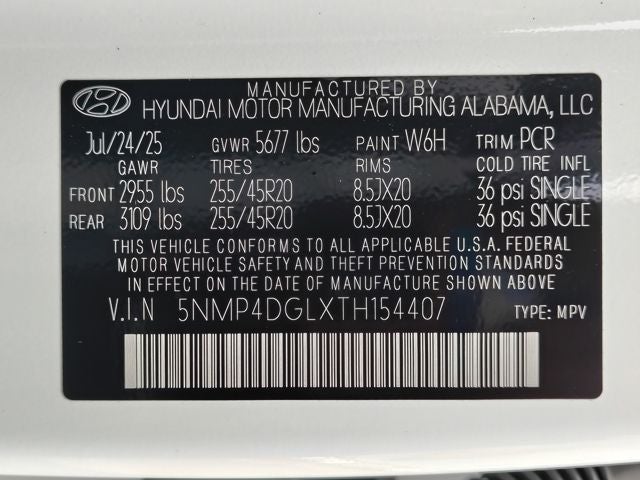 MANUFACTURED BY
HYUNDAI MOTOR MANUFACTURING ALABAMA, LLC
Jul/24/25 GVWR 5677 lbs PAINT W6H TRIM PCR
GAWR TIRES RIMS COLD TIRE INFL
FRONT 2955 lbs 255/45R20 8.5JX20 36 psi SINGLE
REAR 3109 lbs 255/45R20 8.5JX20 36 psi SINGLE
THIS VEHICLE CONFORMS TO ALL APPLICABLE U.S.A. FEDERAL
MOTOR VEHICLE SAFETY AND THEFT PREVENTION STANDARDS
IN EFFECT ON THE DATE OF MANUFACTURE SHOWN ABOVE
V.I.N 5NMP4DGLXTH154407 TYPE: MPV